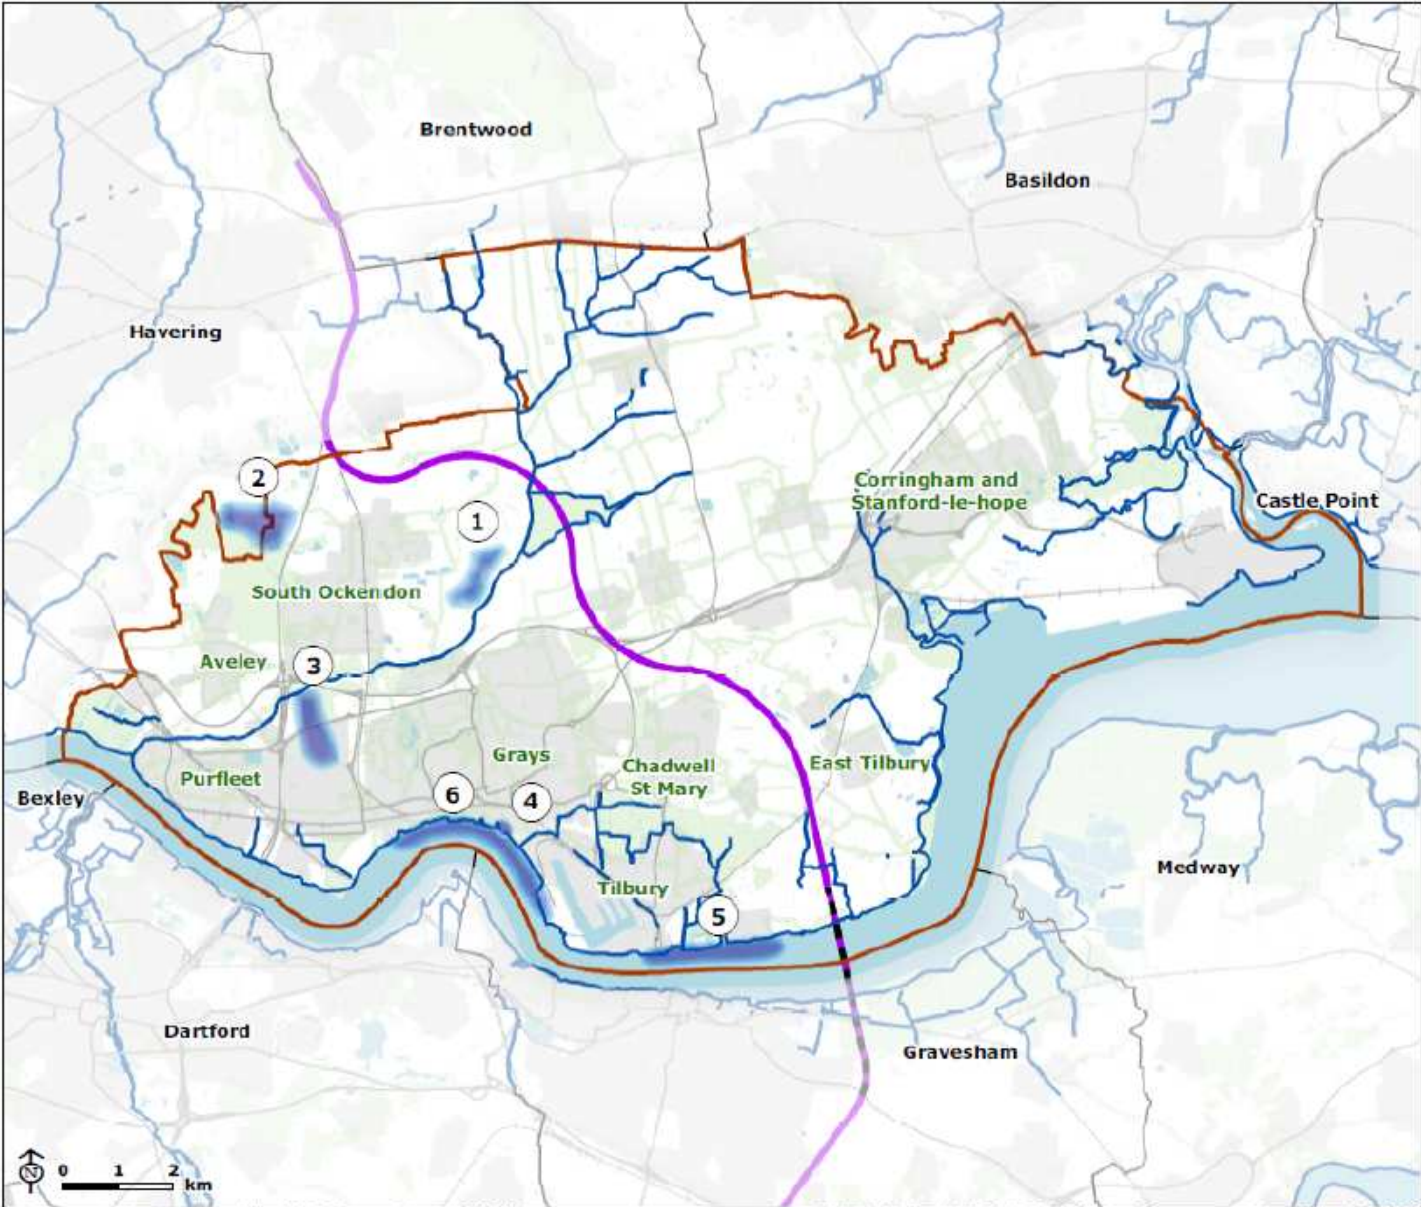 Brentwood
Basildon
Havering
2
1
Corringham and
Stanford-le-hope
Castle Point
South Ockendon
Aveley
3
Grays
Chadwell
St Mary
East Tilbury
Purfleet
Bexley
6
4
Medway
Tilbury
5
Dartford
Gravesham
N
0 1 2
km